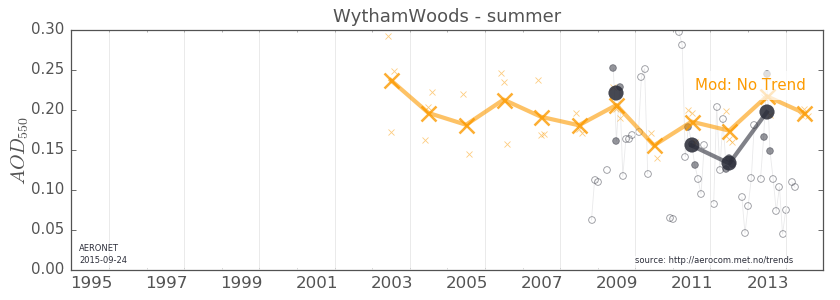 WythamWoods - summer
0.30
0.25
0.20
0.15
0.10
0.05
0.00
AOD550
Mod: No Trend
AERONET
2015-09-24
source: http://aerocom.met.no/trends
1995 1997 1999 2001 2003 2005 2007 2009 2011 2013